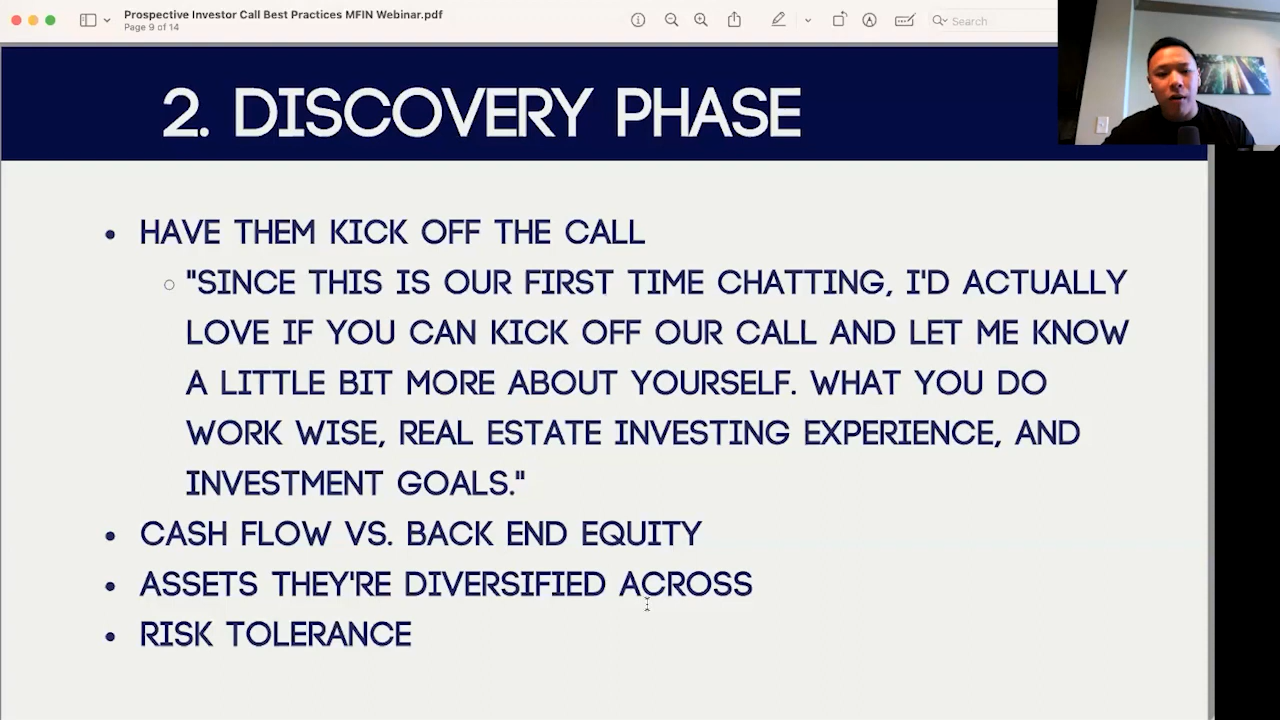 Prospective Investor Call Best Practices MFIN Webinar.pdf
Page 9 of 14
Search
2. DISCOVERY PHASE
• HAVE THEM KICK OFF THE CALL
○ "SINCE THIS IS OUR FIRST TIME CHATTING, I'D ACTUALLY
LOVE IF YOU CAN KICK OFF OUR CALL AND LET ME KNOW
A LITTLE BIT MORE ABOUT YOURSELF. WHAT YOU DO
WORK WISE, REAL ESTATE INVESTING EXPERIENCE, AND
INVESTMENT GOALS."
• CASH FLOW VS. BACK END EQUITY
• ASSETS THEY'RE DIVERSIFIED ACROSS
• RISK TOLERANCE